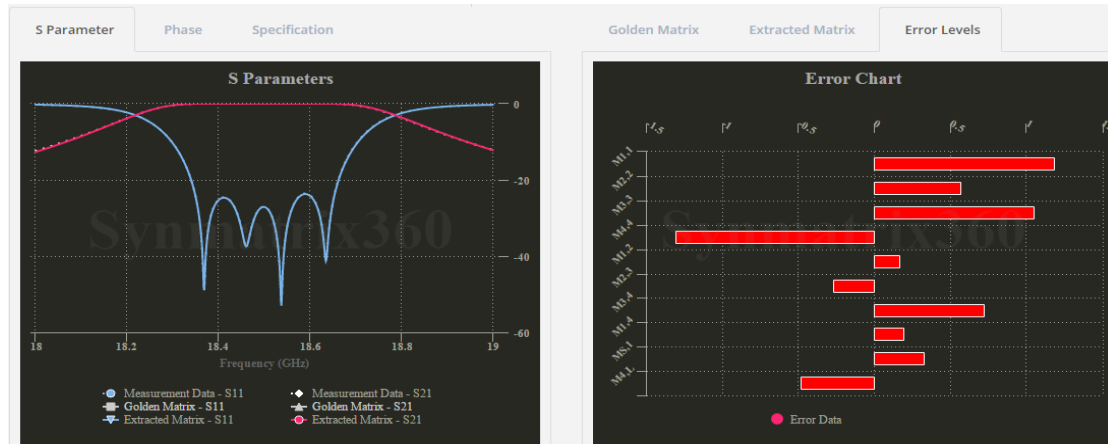 S Parameter Phase Specification
Golden Matrix Extracted Matrix Error Levels
S Parameters
0
-20
-40
-60
18 18.2 18.4 18.6 18.8 19
Frequency (GHz)
Synmatrix360
Measurement Data - S11 Measurement Data - S21
Golden Matrix - S11 Golden Matrix - S21
Extracted Matrix - S11 Extracted Matrix - S21
Error Chart
M1,1
M2,2
M3,3
M4,4
M1,2
M2,3
M3,4
M1,4
MS,1
M4,L
Synmatrix360
Error Data